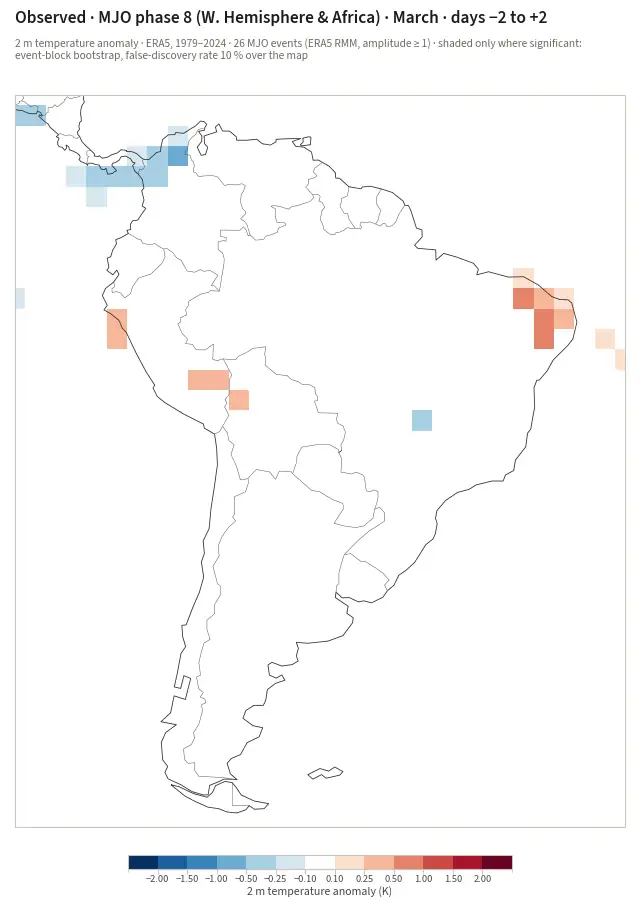 Observed · MJO phase 8 (W. Hemisphere & Africa) · March · days −2 to +2
2 m temperature anomaly · ERA5, 1979–2024 · 26 MJO events (ERA5 RMM, amplitude ≥ 1) · shaded only where significant:
event-block bootstrap, false-discovery rate 10 % over the map
−2.00 −1.50 −1.00 −0.50 −0.25 −0.10 0.10 0.25 0.50 1.00 1.50 2.00
2 m temperature anomaly (K)